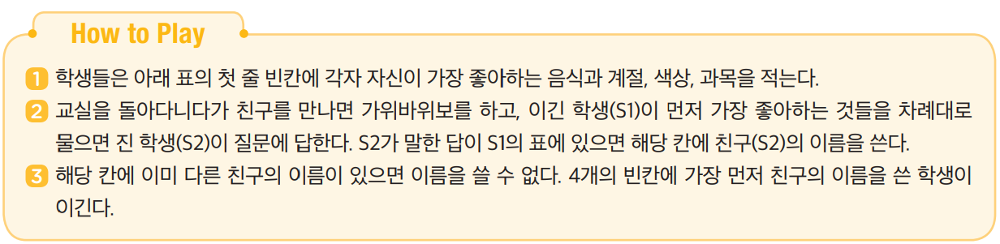 How to Play
1 학생들은 아래 표의 첫 줄 빈칸에 각자 자신이 가장 좋아하는 음식과 계절, 색상, 과목을 적는다.
2 교실을 돌아다니다가 친구를 만나면 가위바위보를 하고, 이긴 학생(S1)이 먼저 가장 좋아하는 것들을 차례대로
물으면 진 학생(S2)이 질문에 답한다. S2가 말한 답이 S1의 표에 있으면 해당 칸에 친구(S2)의 이름을 쓴다.
3 해당 칸에 이미 다른 친구의 이름이 있으면 이름을 쓸 수 없다. 4개의 빈칸에 가장 먼저 친구의 이름을 쓴 학생이
이긴다.